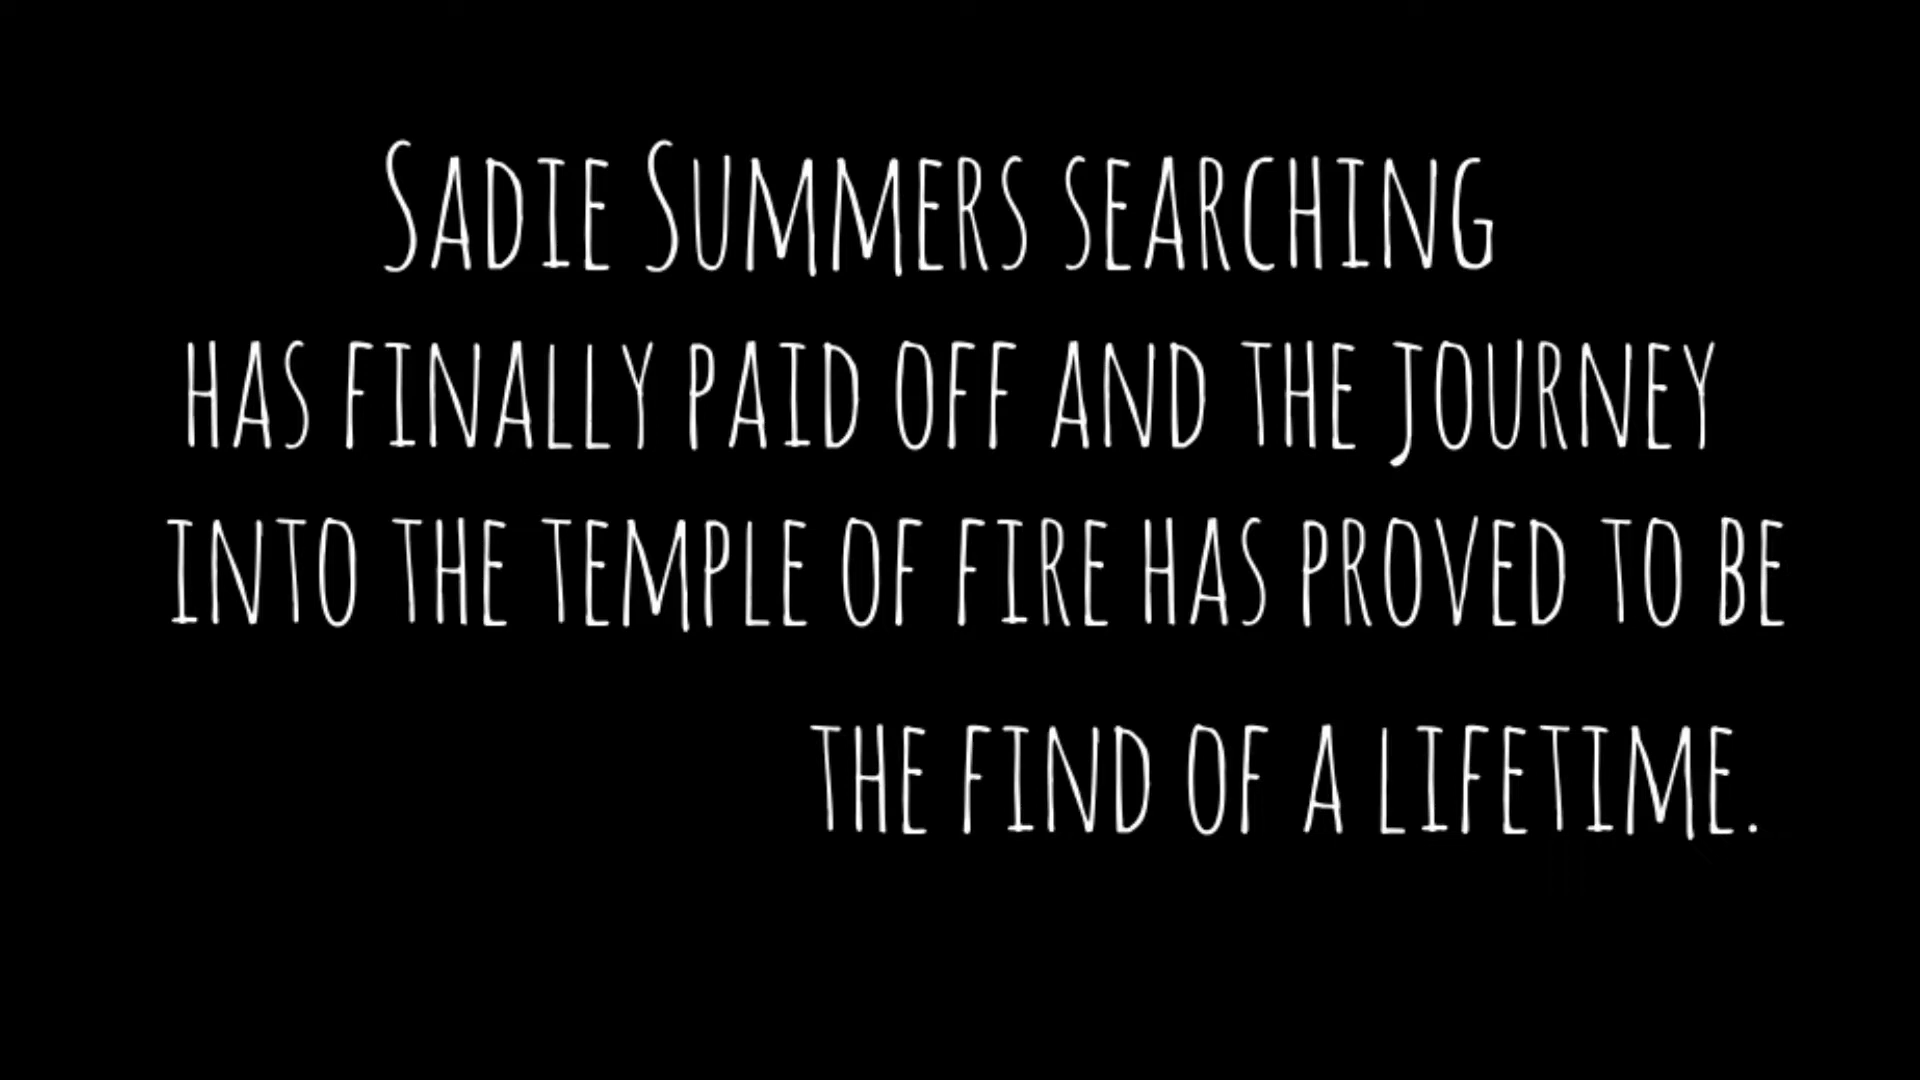 Sadie Summers searching
has finally paid off and the journey
into the temple of fire has proved to be
the find of a lifetime.